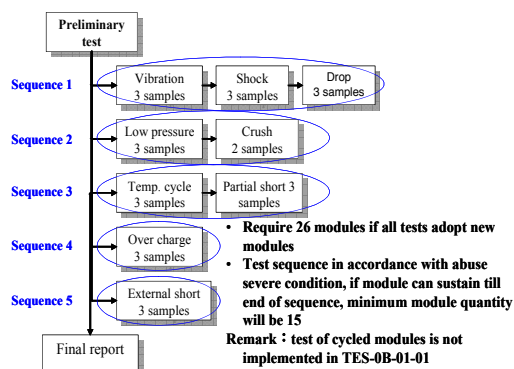 Preliminary
test
Sequence 1
Vibration
3 samples
Shock
3 samples
Drop
3 samples
Sequence 2
Low pressure
3 samples
Crush
2 samples
Sequence 3
Temp. cycle
3 samples
Partial short 3
samples
Sequence 4
Over charge
3 samples
Sequence 5
External short
3 samples
Final report
• Require 26 modules if all tests adopt new
modules
• Test sequence in accordance with abuse
severe condition, if module can sustain till
end of sequence, minimum module quantity
will be 15
Remark：test of cycled modules is not
implemented in TES-0B-01-01